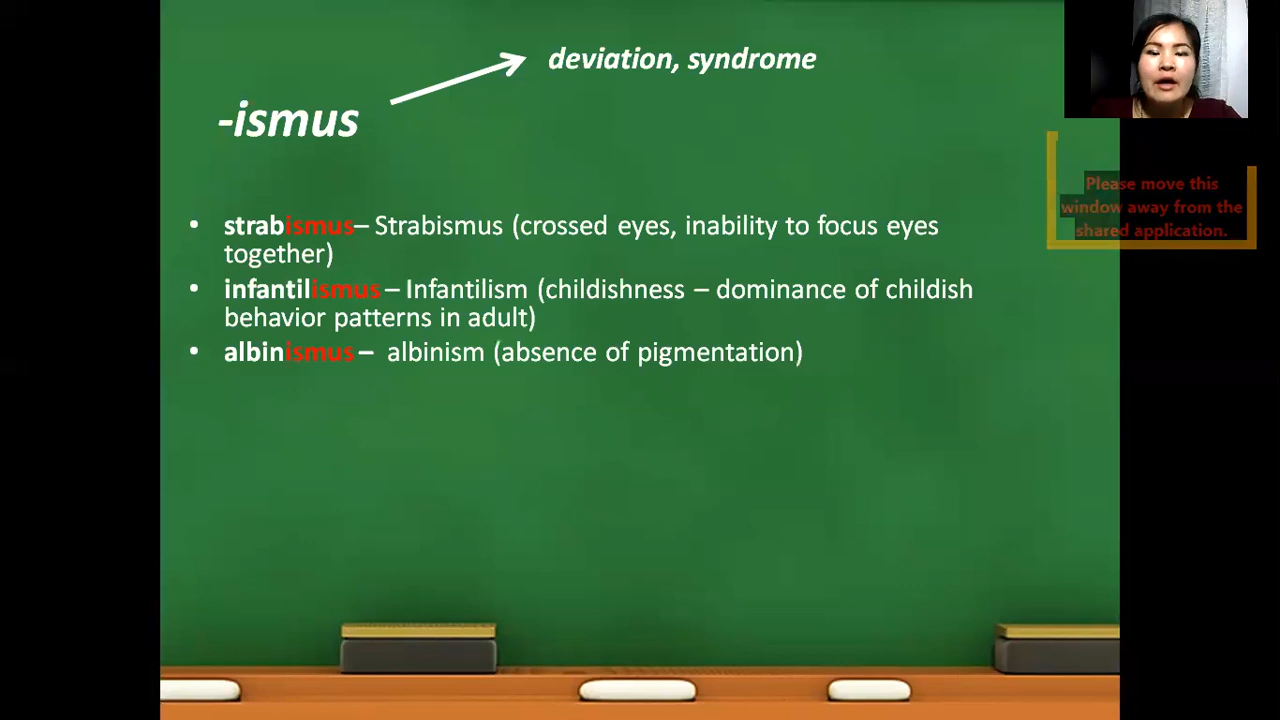 deviation, syndrome
-ismus
• strabismus– Strabismus (crossed eyes, inability to focus eyes
together)
• infantilismus – Infantilism (childishness – dominance of childish
behavior patterns in adult)
• albinismus – albinism (absence of pigmentation)
Please move this
window away from the
shared application.